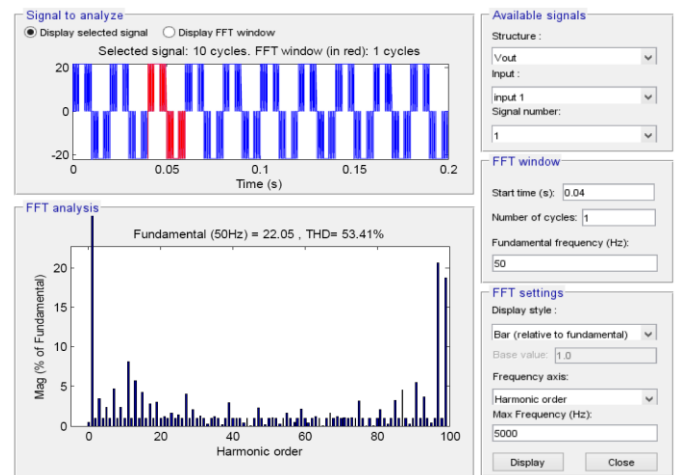 Signal to analyze
Display selected signal Display FFT window
Selected signal: 10 cycles. FFT window (in red): 1 cycles
20
0
-20
0 0.05 0.1 0.15 0.2
Time (s)
FFT analysis
Fundamental (50Hz) = 22.05 , THD= 53.41%
Mag (% of Fundamental)
20
15
10
5
0
0 20 40 60 80 100
Harmonic order
Available signals
Structure :
Vout
Input :
input 1
Signal number:
1
FFT window
Start time (s): 0.04
Number of cycles: 1
Fundamental frequency (Hz):
50
FFT settings
Display style :
Bar (relative to fundamental)
Base value: 1.0
Frequency axis:
Harmonic order
Max Frequency (Hz):
5000
Display Close